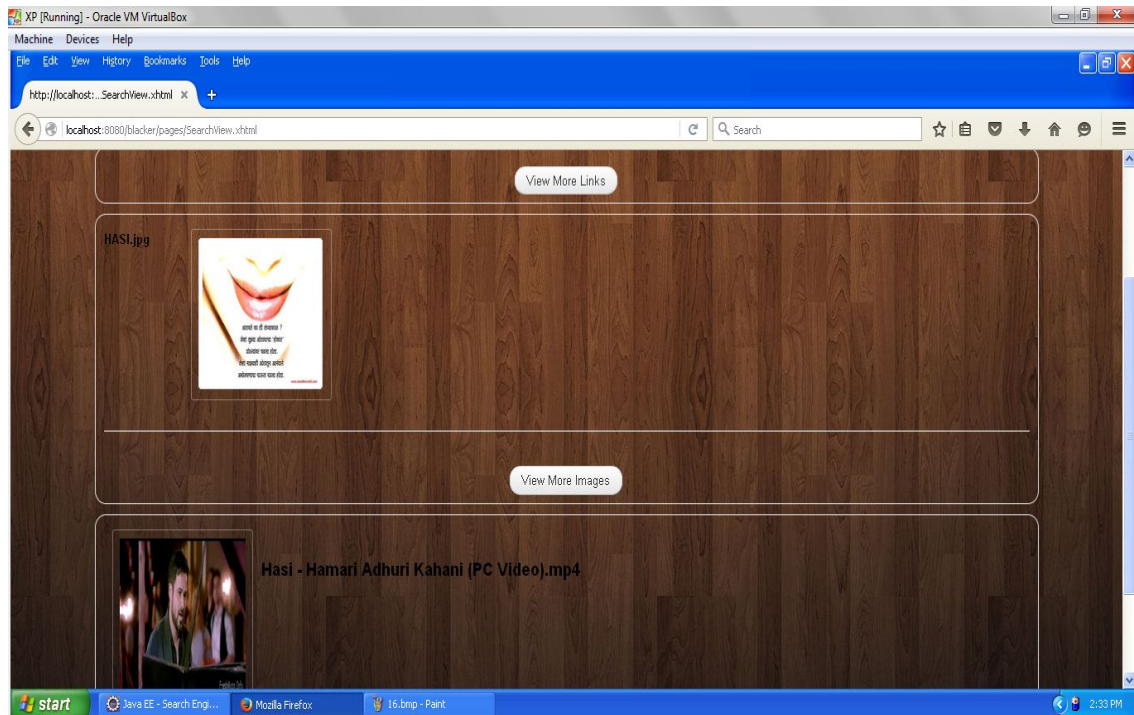 XP [Running] - Oracle VM VirtualBox
Machine Devices Help
File Edit View History Bookmarks Tools Help
http://localhost:...SearchView.xhtml
localhost:8080/blacker/pages/SearchView.xhtml
Search
View More Links
HASI.jpg
View More Images
Hasi - Hamari Adhuri Kahani (PC Video).mp4
start
Java EE - Search Engi...
Mozilla Firefox
16.bmp - Paint
2:33 PM